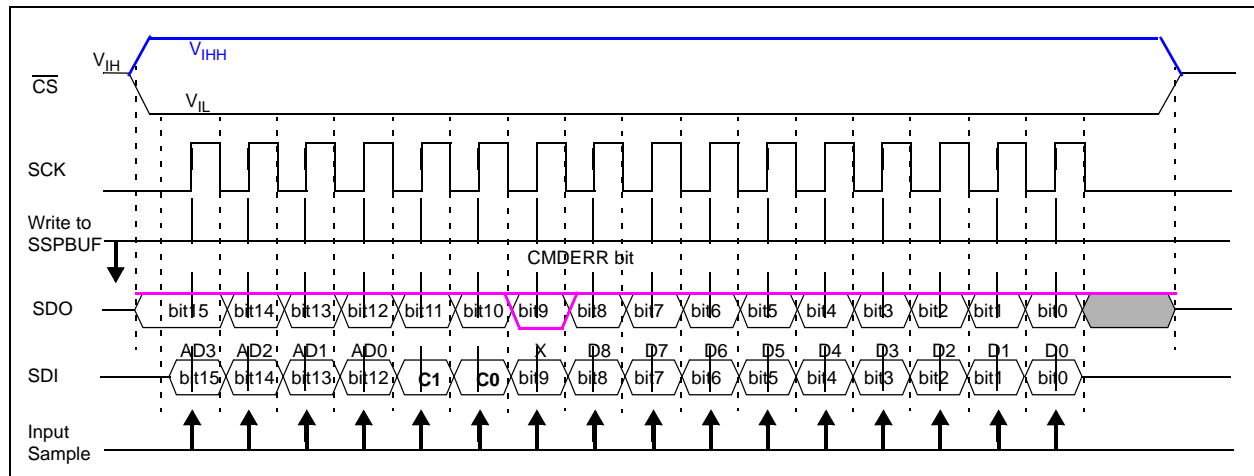 VIHH
VIH
CS
VIL
SCK
Write to
SSPBUF
CMDERR bit
SDO bit15 bit14 bit13 bit12 bit11 bit10 bit9 bit8 bit7 bit6 bit5 bit4 bit3 bit2 bit1 bit0
AD3 AD2 AD1 AD0 X D8 D7 D6 D5 D4 D3 D2 D1 D0
SDI bit15 bit14 bit13 bit12 C1 C0 bit9 bit8 bit7 bit6 bit5 bit4 bit3 bit2 bit1 bit0
Input
Sample